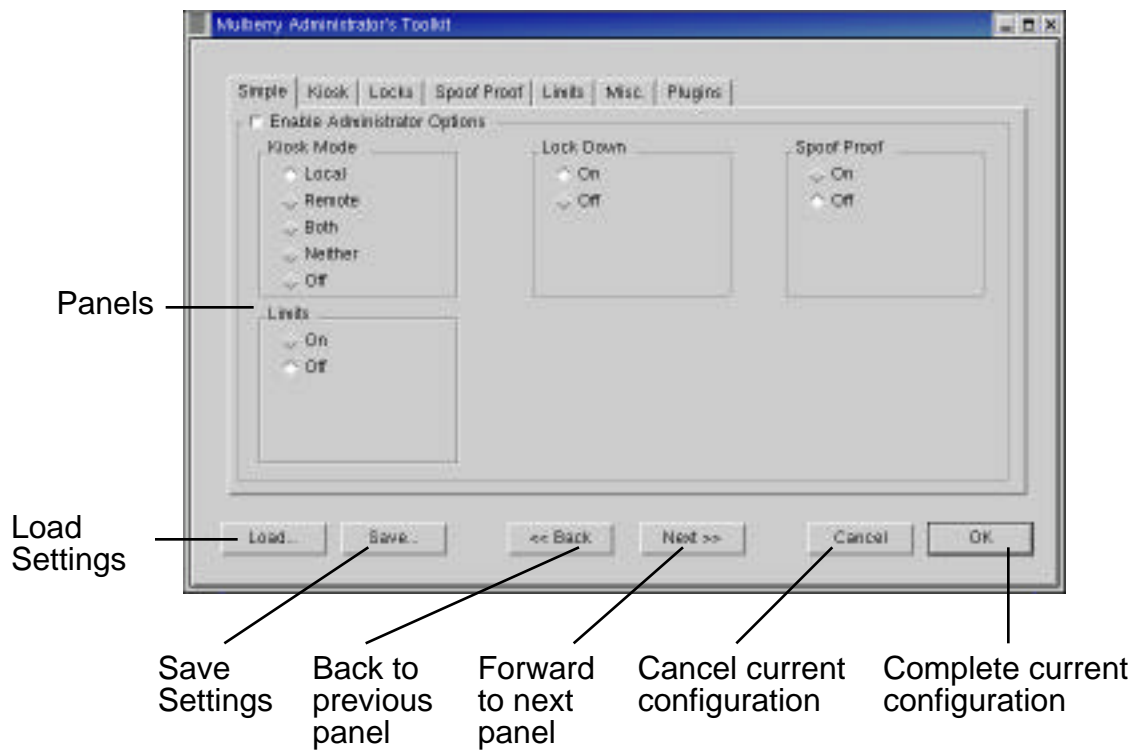 Mulberry Administrator's Toolkit
Simple Kiosk Locks Spoof Proof Limits Misc. Plugins
Enable Administrator Options
Kiosk Mode
Local
Remote
Both
Neither
Off
Lock Down
On
Off
Spoof Proof
On
Off
Limits
On
Off
Panels
Load... Save... << Back Next >> Cancel OK
Load
Settings
Save
Settings
Back to
previous
panel
Forward
to next
panel
Cancel current
configuration
Complete current
configuration